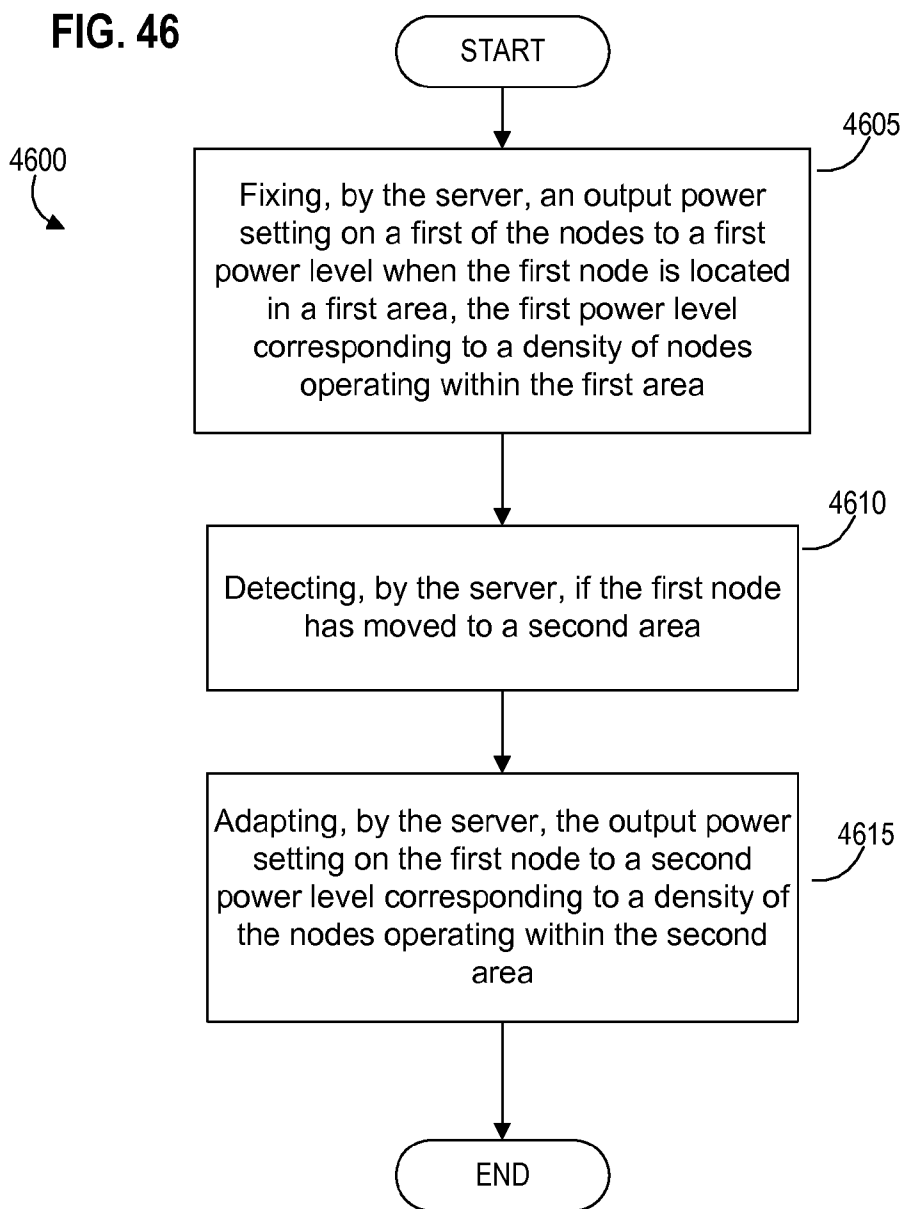 FIG. 46
START
4600
4605
Fixing, by the server, an output power
setting on a first of the nodes to a first
power level when the first node is located
in a first area, the first power level
corresponding to a density of nodes
operating within the first area
4610
Detecting, by the server, if the first node
has moved to a second area
4615
Adapting, by the server, the output power
setting on the first node to a second
power level corresponding to a density of
the nodes operating within the second
area
END